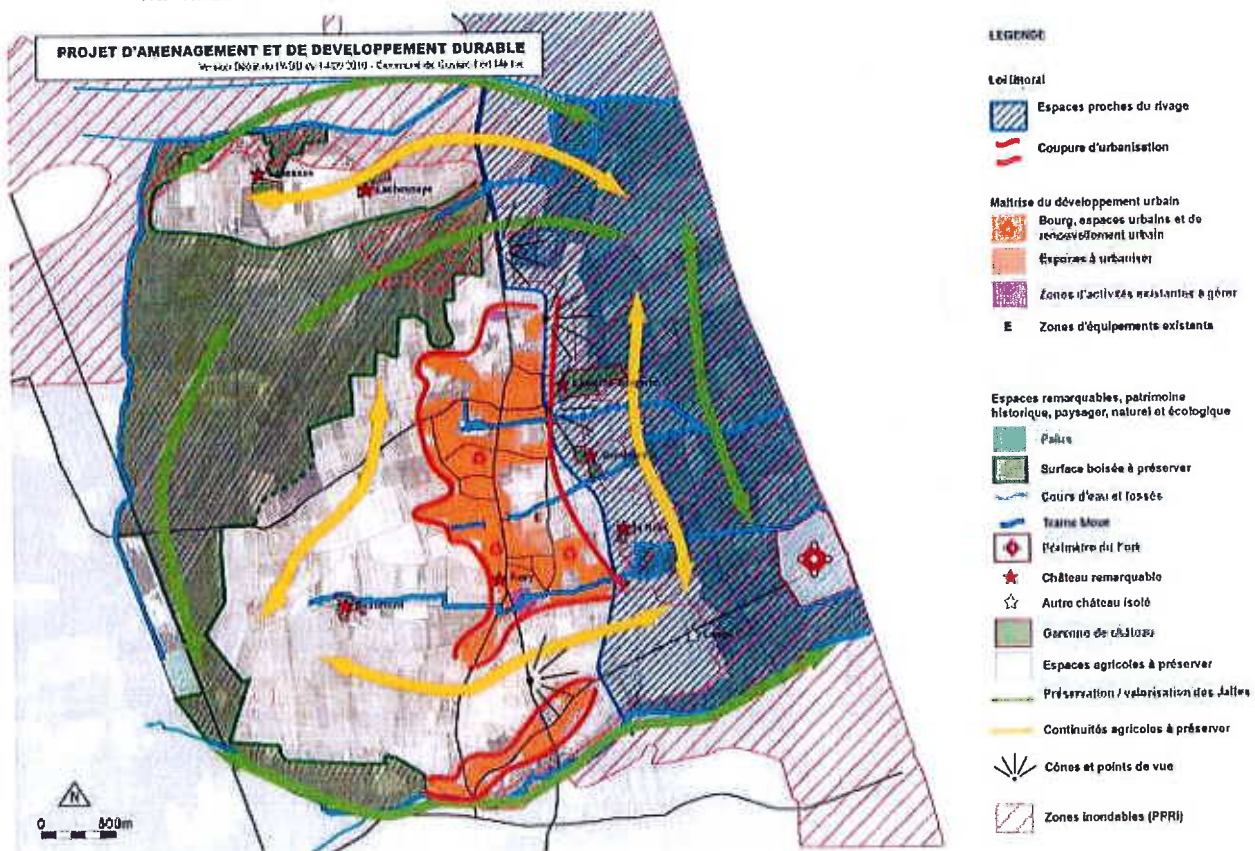 PROJET D'AMENAGEMENT ET DE DEVELOPPEMENT DURABLE
LEGENDE
Loi littoral
Espaces proches du rivage
Coupure d'urbanisation
Maîtrise du développement urbain
Bourg, espaces urbains et de
renouvellement urbain
Espaces à urbaniser
Zones d'activités existantes à gérer
E Zones d'équipements existants
Espaces remarquables, patrimoine
historique, paysager, naturel et écologique
Palus
Surface boisée à préserver
Cours d'eau et fossés
Trame bleue
Périmètre du Fort
Château remarquable
Autre château isolé
Garenne de château
Espaces agricoles à préserver
Préservation / valorisation des Jalles
Continuités agricoles à préserver
Cônes et points de vue
Zones inondables (PPRI)
Lachesnaye
E
N
0 800m